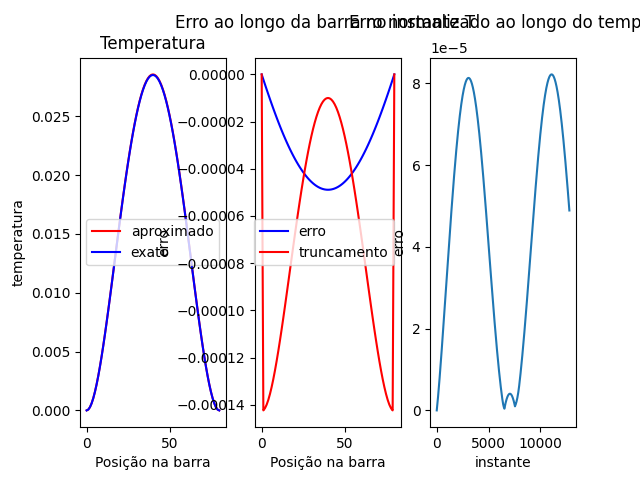 Temperatura
temperatura
0.025
0.020
0.015
0.010
0.005
0.000
aproximado
exato
0
50
Posição na barra
Erro ao longo da barra no instante T
erro
0.00000
−0.00002
−0.00004
−0.00006
−0.00008
−0.00010
−0.00012
−0.00014
erro
truncamento
0
50
Posição na barra
Erro normalizado ao longo do temp
1e−5
erro
8
6
4
2
0
0
5000
10000
instante